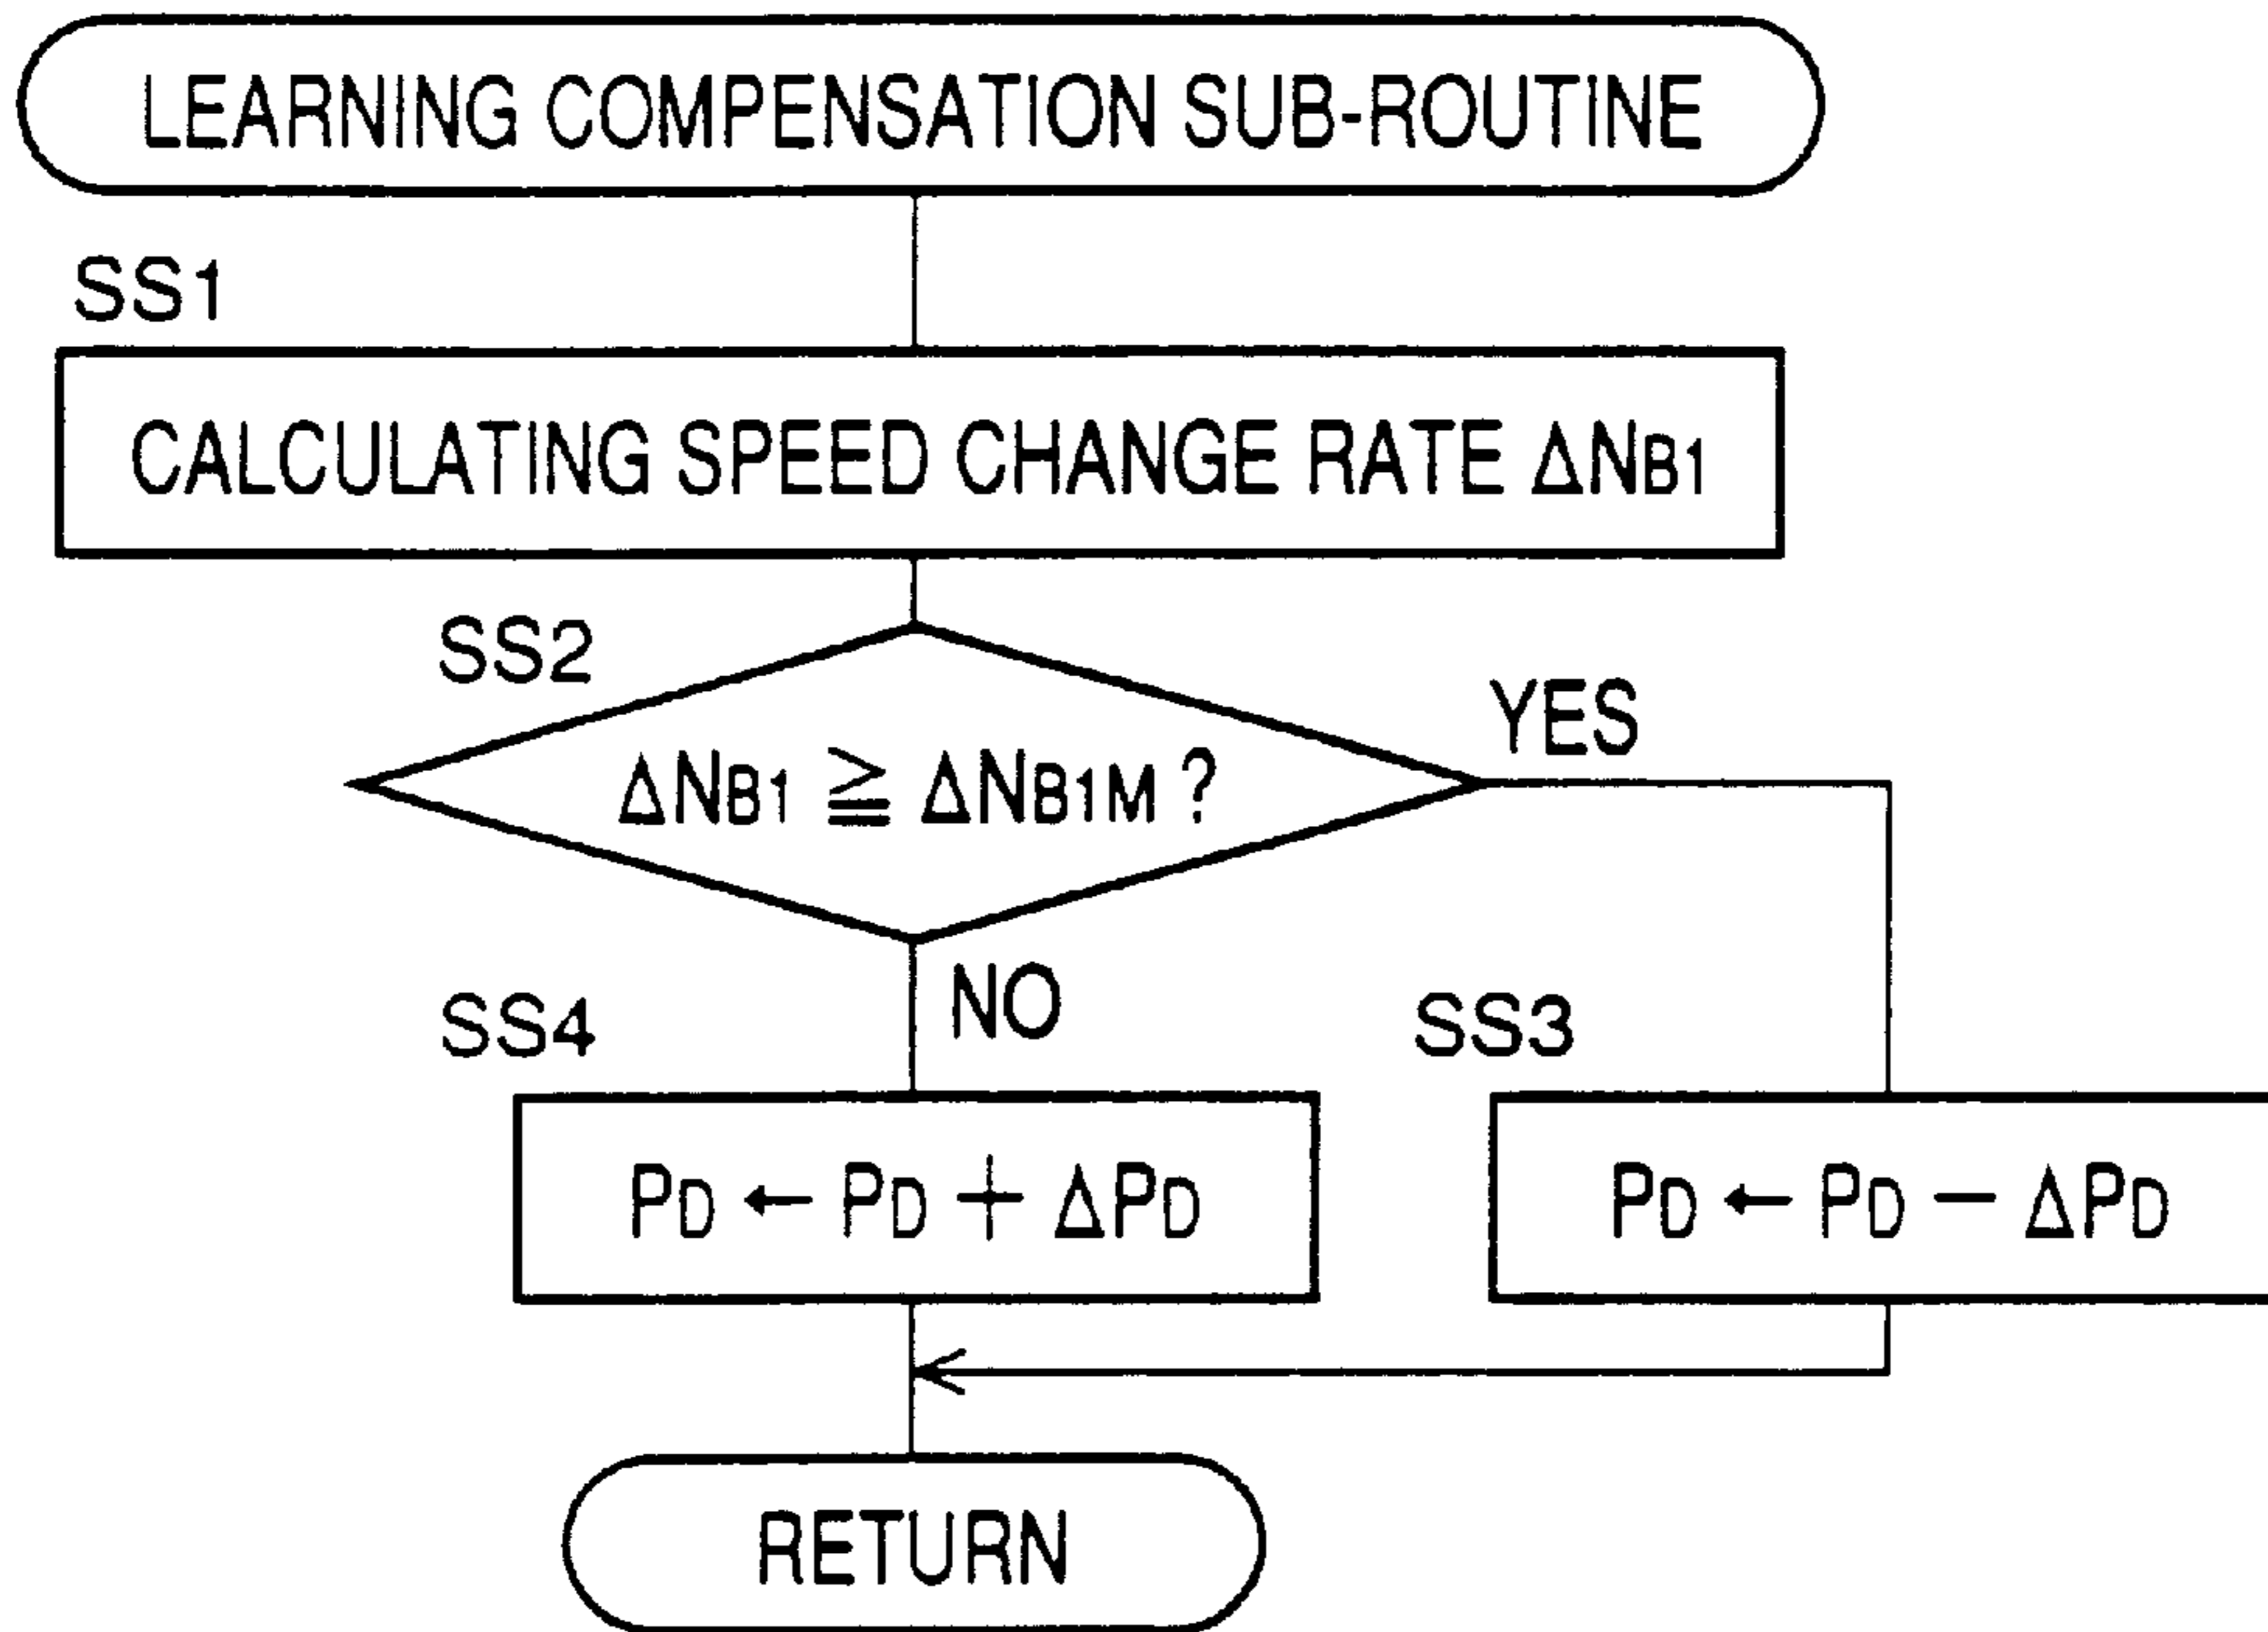 LEARNING COMPENSATION SUB-ROUTINE
SS1
CALCULATING SPEED CHANGE RATE ΔNB1
SS2
YES
ΔNB1 ≧ ΔNB1M ?
NO
SS4
SS3
PD ← PD + ΔPD
PD ← PD − ΔPD
RETURN